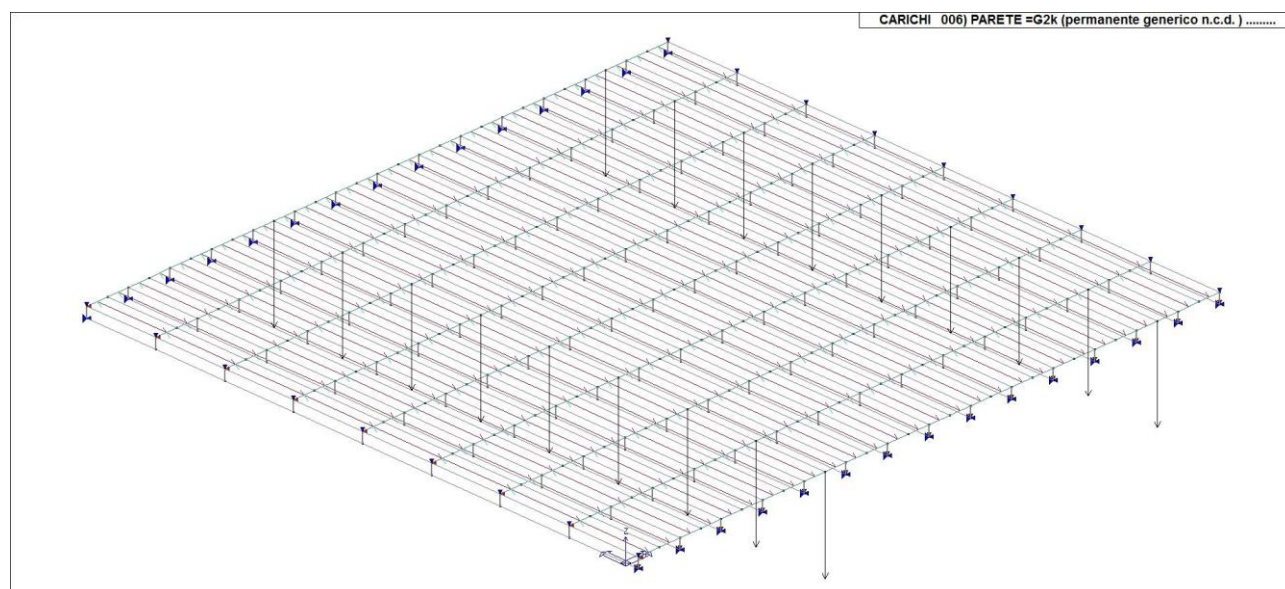 CARICHI 006) PARETE =G2k (permanente generico n.c.d. ) .........
Z